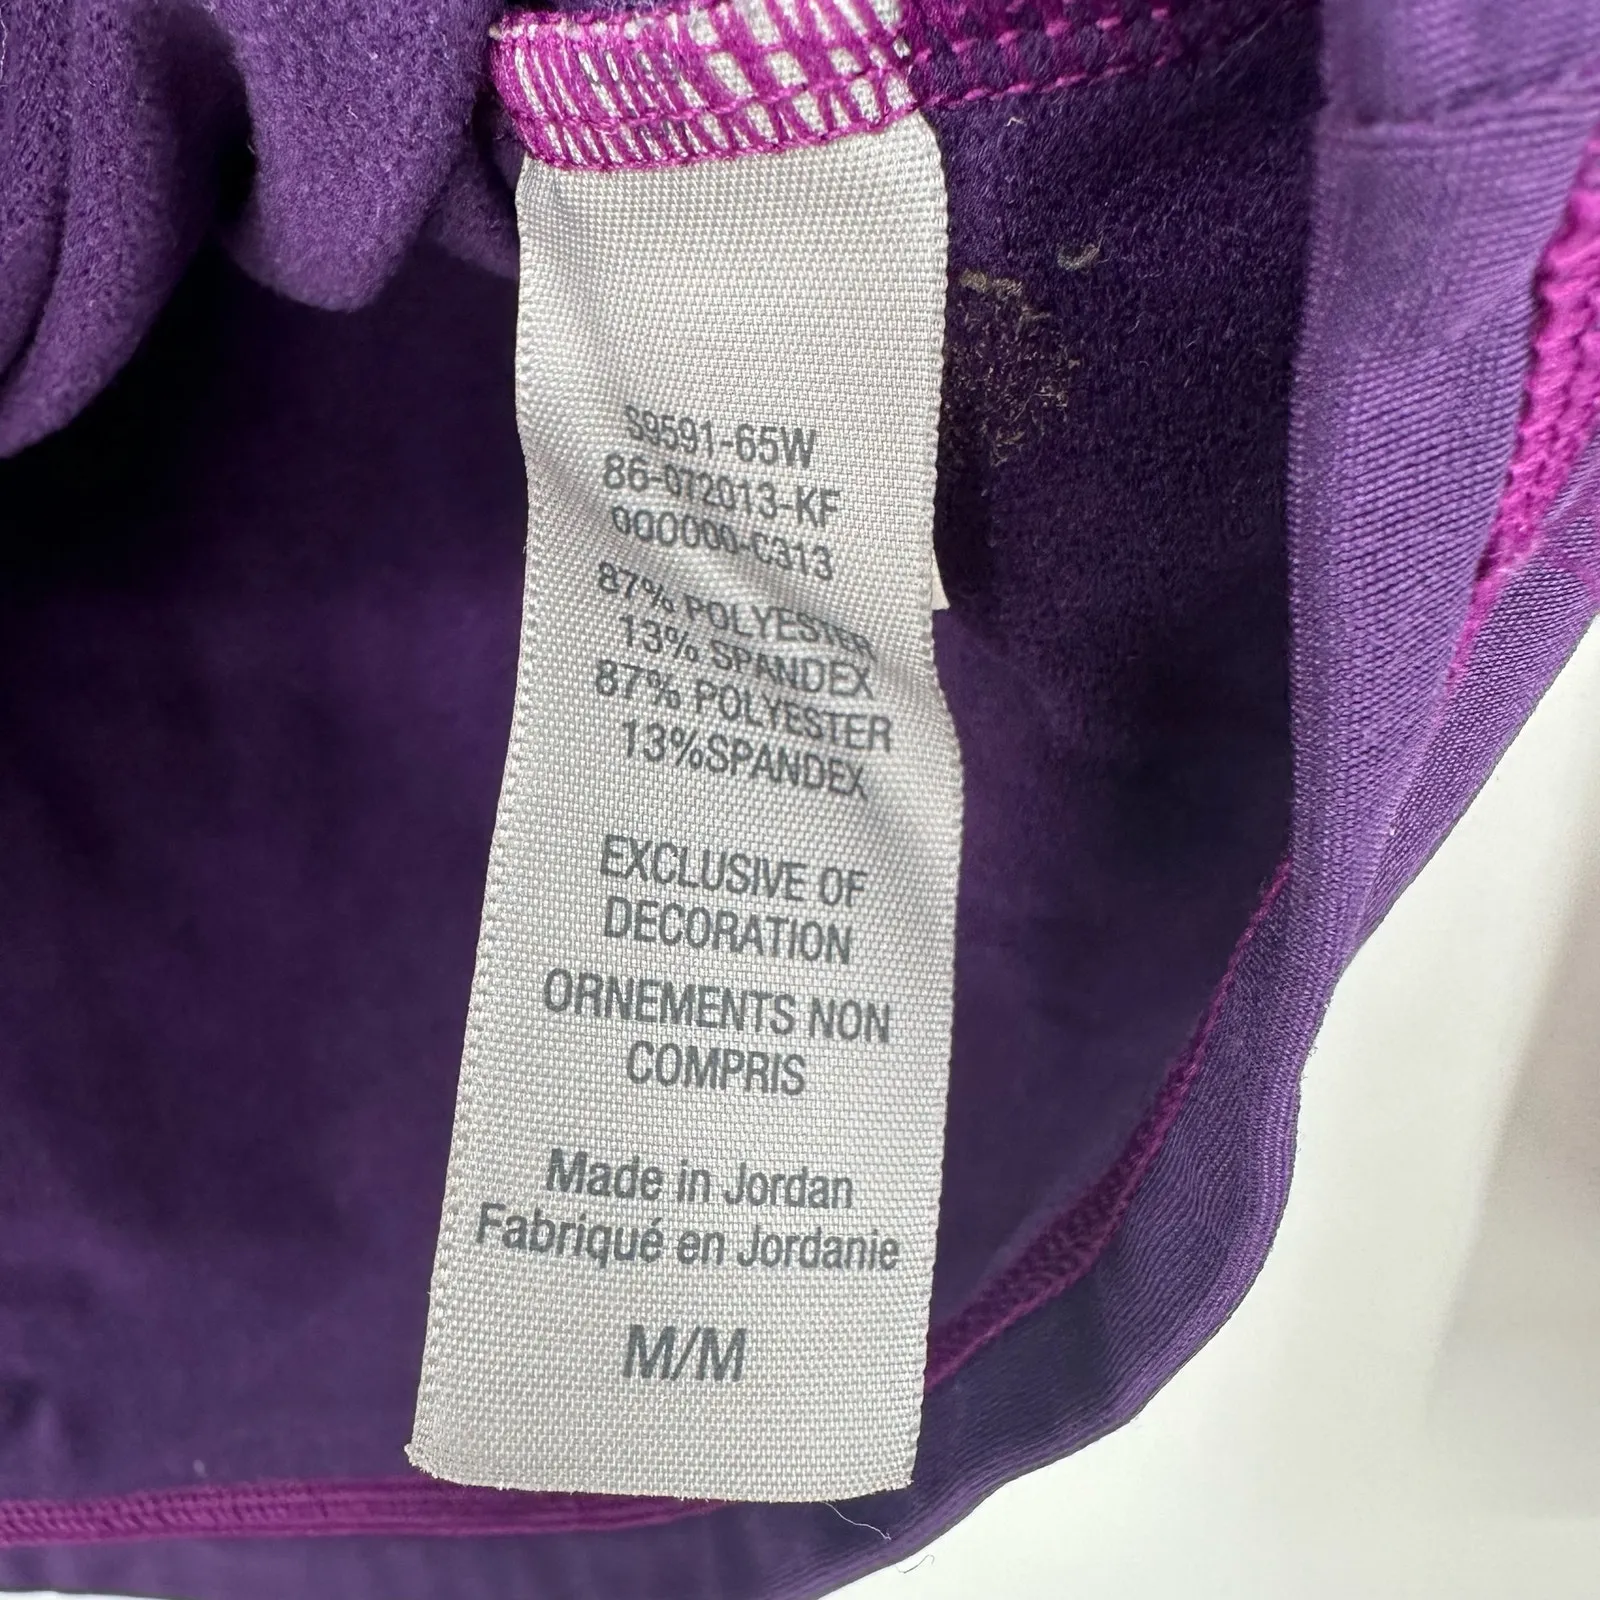 S9591-65W
86-072013-KF
000000-C313
87% POLYESTER
13% SPANDEX
87% POLYESTER
13%SPANDEX
EXCLUSIVE OF
DECORATION
ORNEMENTS NON
COMPRIS
Made in Jordan
Fabriqué en Jordanie
M/M